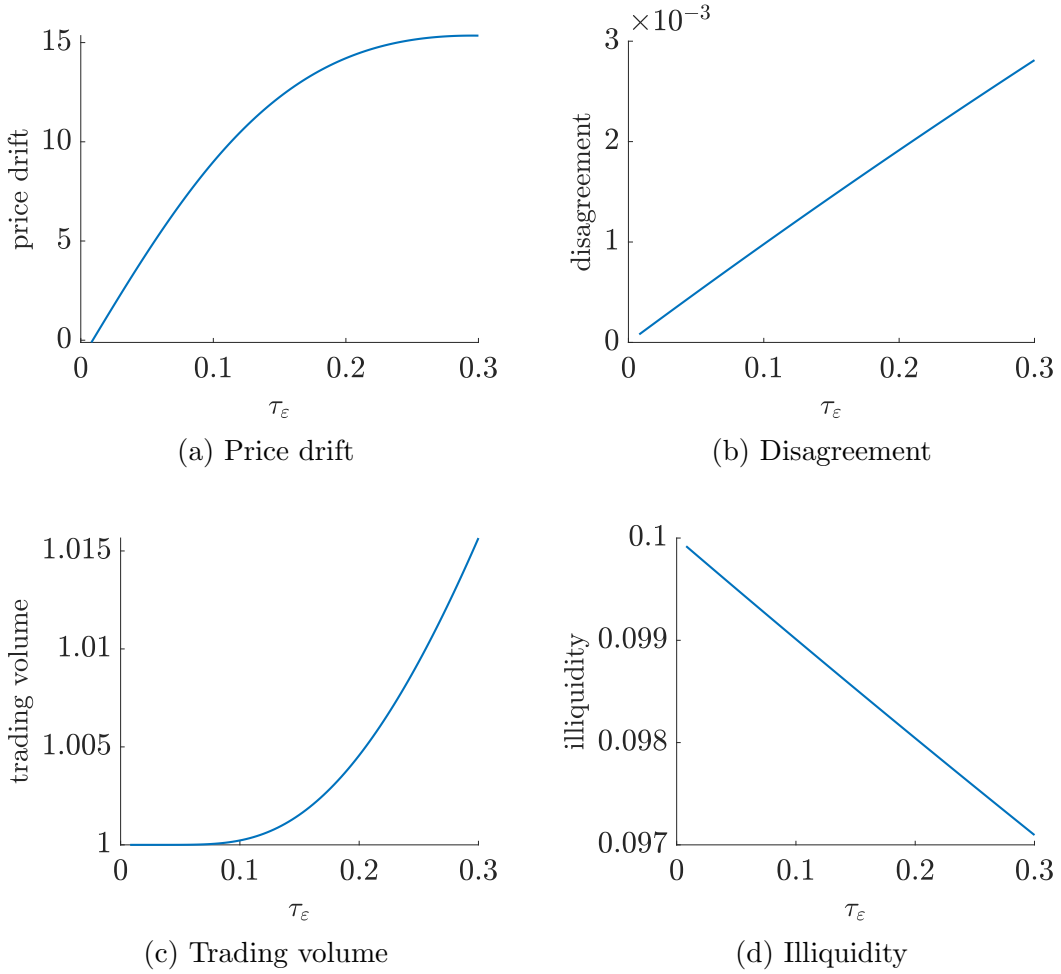 price drift
15
10
5
0
0 0.1 0.2 0.3
τ_ε
(a) Price drift
×10⁻³
disagreement
3
2
1
0
0 0.1 0.2 0.3
τ_ε
(b) Disagreement
trading volume
1.015
1.01
1.005
1
0 0.1 0.2 0.3
τ_ε
(c) Trading volume
illiquidity
0.1
0.099
0.098
0.097
0 0.1 0.2 0.3
τ_ε
(d) Illiquidity